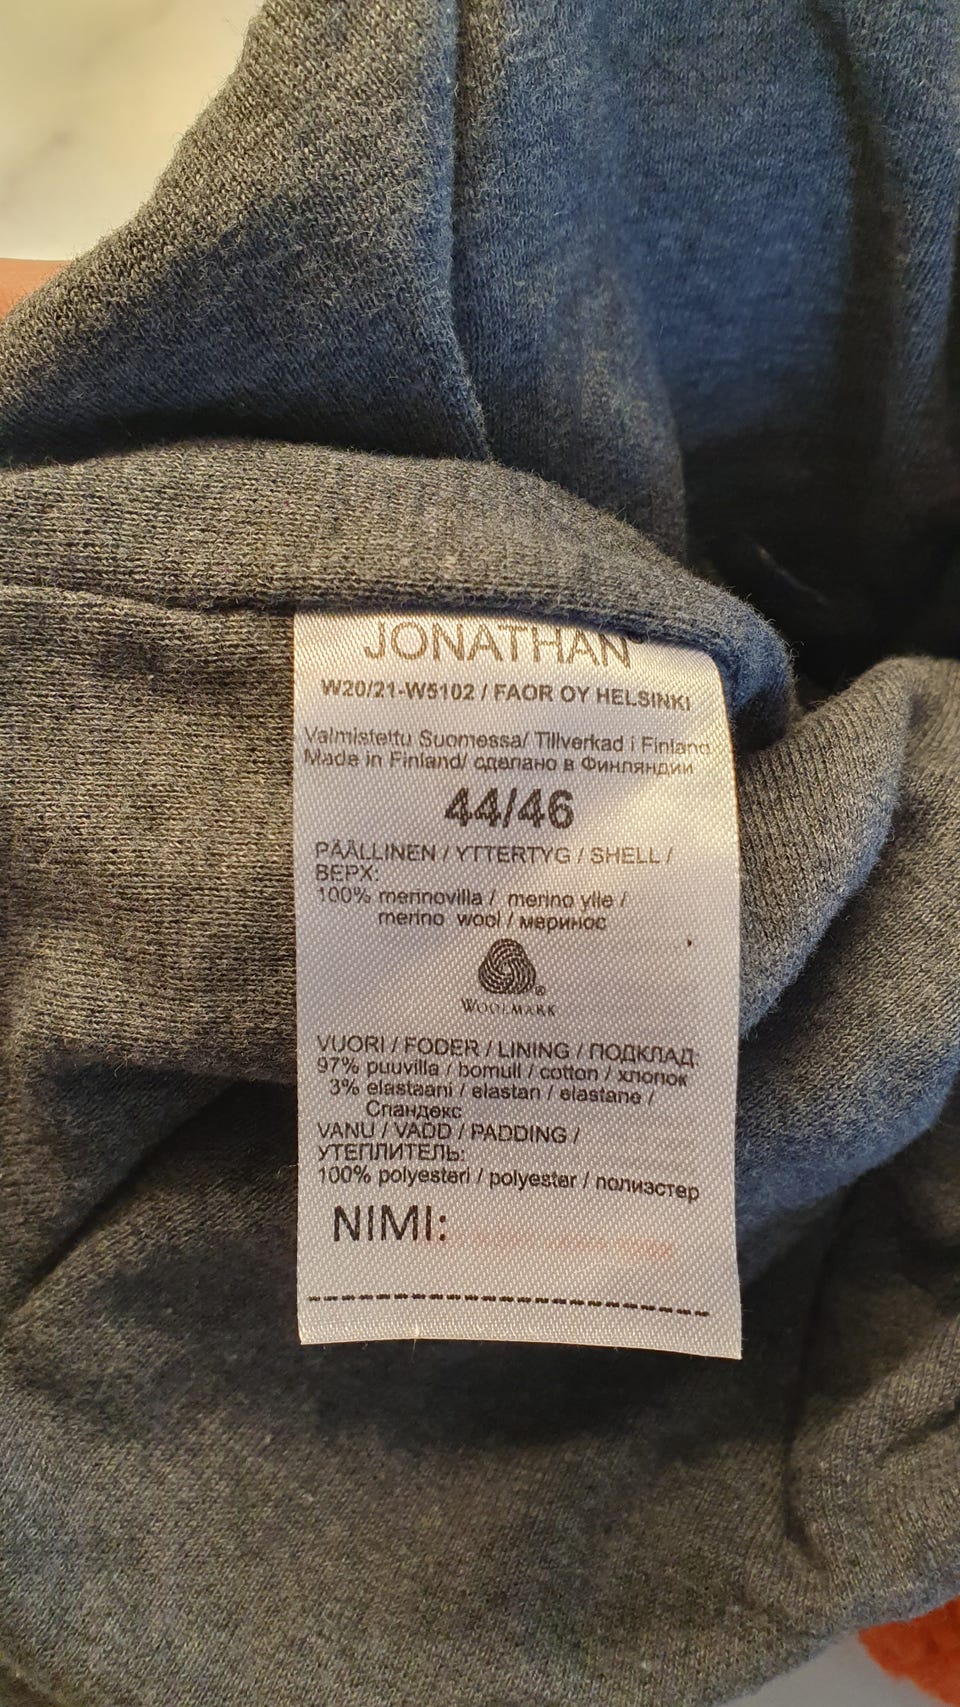 JONATHAN
W20/21-W5102 / FAOR OY HELSINKI
Valmistettu Suomessa/ Tillverkad i Finland
Made in Finland/ сделано в Финляндии
44/46
PÄÄLLINEN / YTTERTYG / SHELL /
ВЕРХ:
100% merinovilla / merino ylle /
merino wool / меринос
WOOLMARK
VUORI / FODER / LINING / ПОДКЛАД:
97% puuvilla / bomull / cotton / хлопок
3% elastaani / elastan / elastane /
Спандекс
VANU / VADD / PADDING /
УТЕПЛИТЕЛЬ:
100% polyesteri / polyester / полиэстер
NIMI: